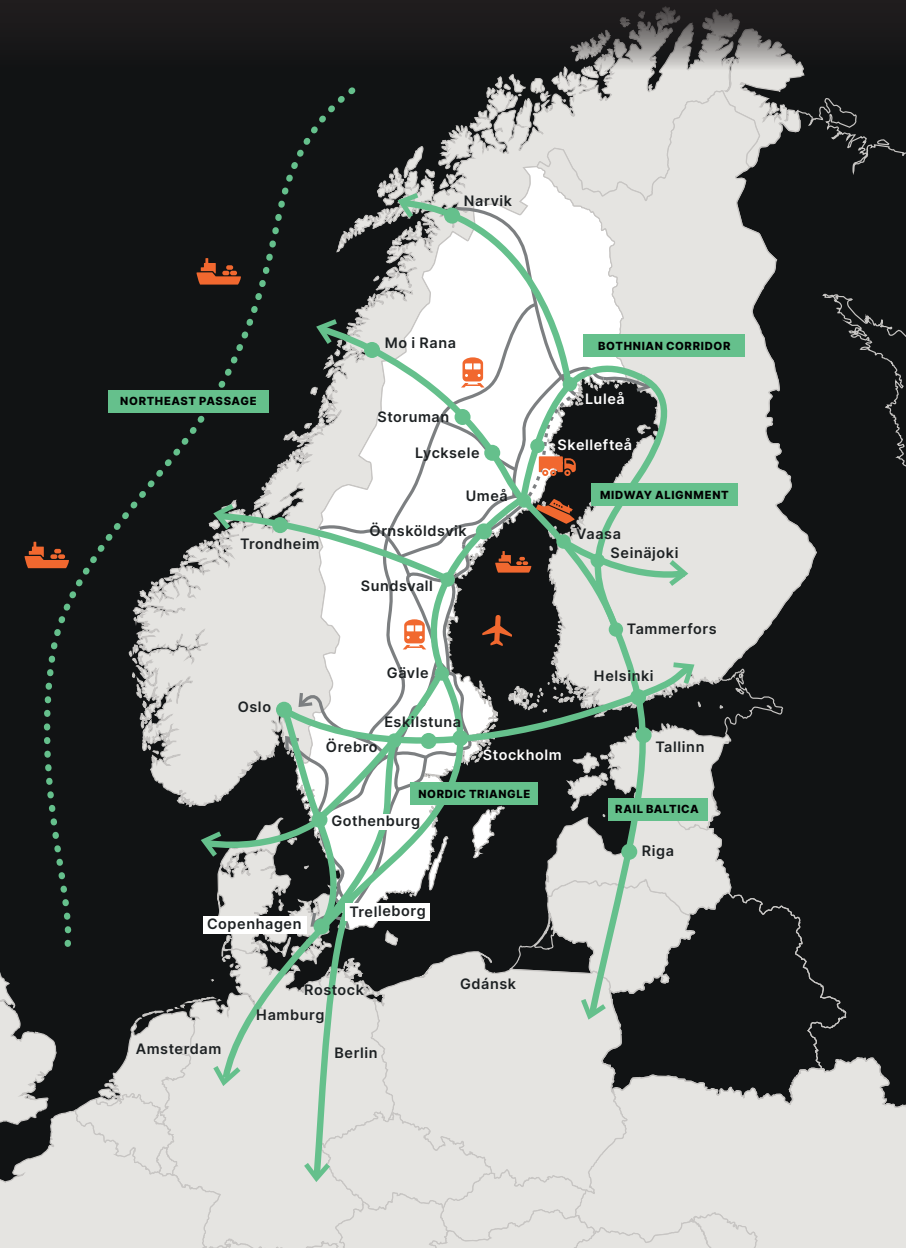 Narvik
BOTHNIAN CORRIDOR
Mo i Rana
Luleå
NORTHEAST PASSAGE
Storuman
Skellefteå
Lycksele
Umeå
MIDWAY ALIGNMENT
Örnsköldsvik
Vaasa
Trondheim
Seinäjoki
Sundsvall
Tammerfors
Gävle
Helsinki
Oslo
Eskilstuna
Örebro
Stockholm
Tallinn
NORDIC TRIANGLE
RAIL BALTICA
Gothenburg
Riga
Trelleborg
Copenhagen
Gdánsk
Rostock
Hamburg
Amsterdam
Berlin